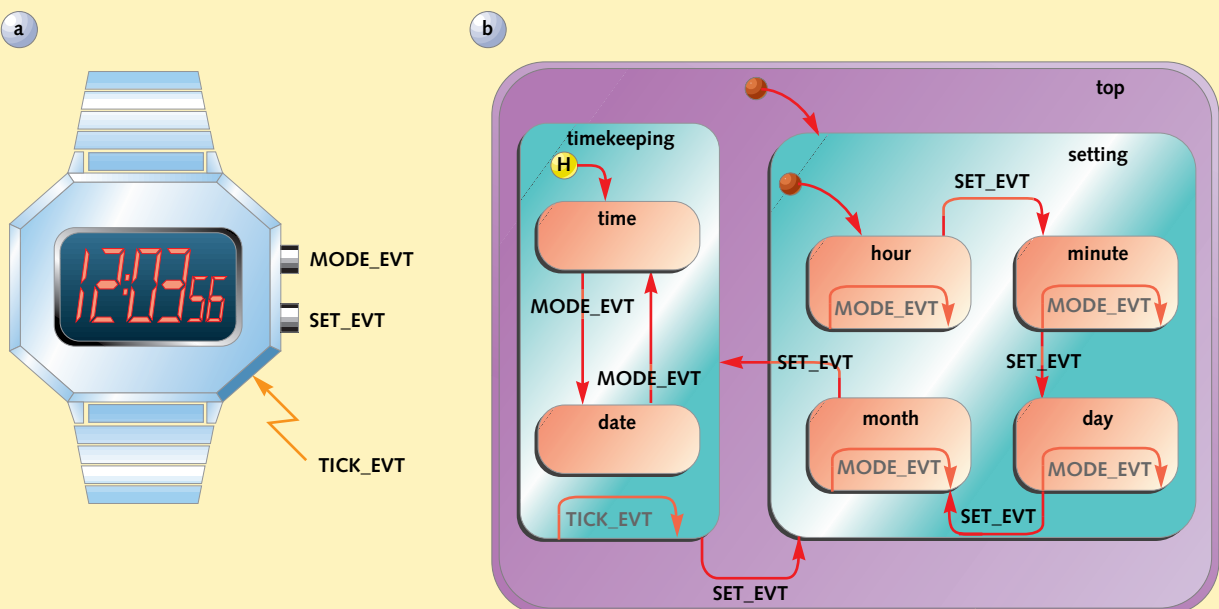 a
12:03 56
MODE_EVT
SET_EVT
TICK_EVT
b
top
timekeeping
H
time
MODE_EVT
MODE_EVT
date
TICK_EVT
SET_EVT
setting
SET_EVT
hour
MODE_EVT
minute
MODE_EVT
SET_EVT
SET_EVT
month
MODE_EVT
day
MODE_EVT
SET_EVT